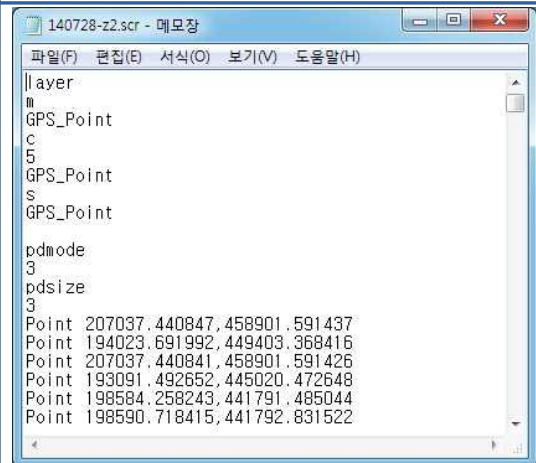 140728-z2.scr - 메모장
파일(F) 편집(E) 서식(O) 보기(V) 도움말(H)
layer
m
GPS_Point
c
5
GPS_Point
s
GPS_Point
pdmode
3
pdsize
3
Point 207037.440847,458901.591437
Point 194023.691992,449403.368416
Point 207037.440841,458901.591426
Point 193091.492652,445020.472648
Point 198584.258243,441791.485044
Point 198590.718415,441792.831522